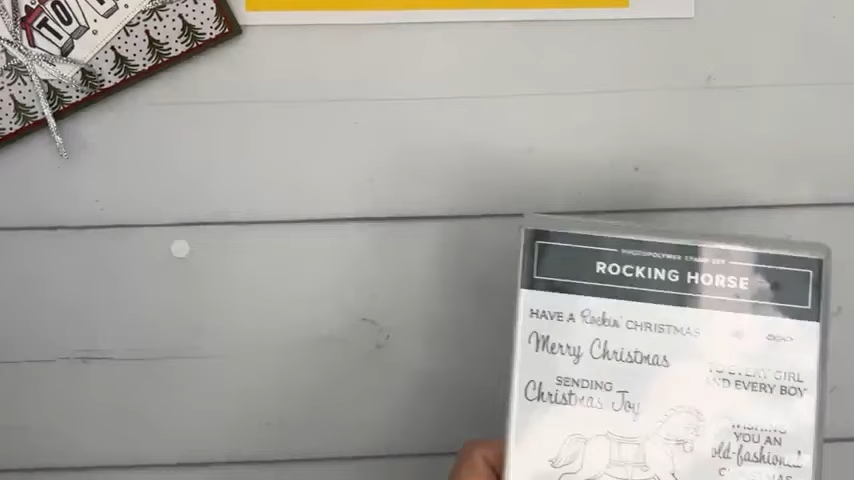 TO/
PHOTOPOLYMER STAMP SET
ROCKING HORSE
HAVE A Rockin' CHRISTMAS
Merry Christmas
TO EVERY GIRL
AND EVERY BOY
SENDING
Christmas Joy
WISHING
YOU AN
old-fashioned